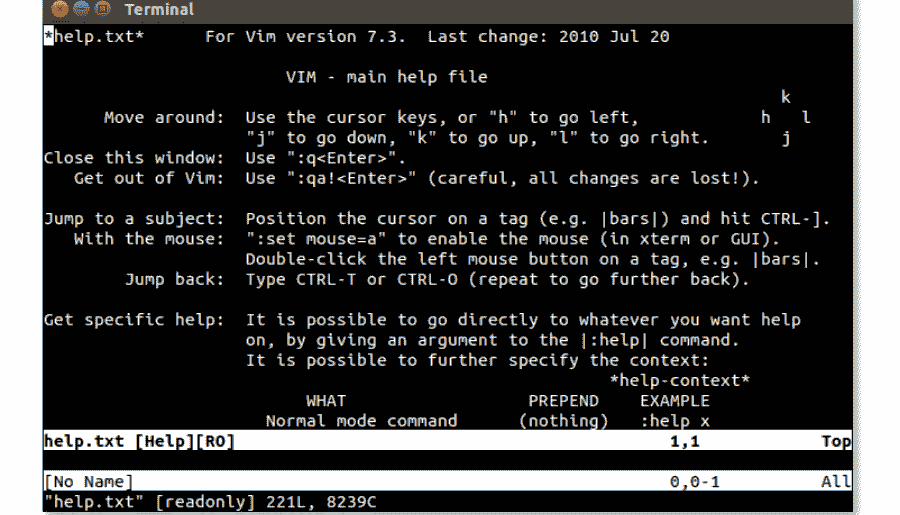 Terminal
*help.txt*      For Vim version 7.3.  Last change: 2010 Jul 20
VIM - main help file
k
Move around:  Use the cursor keys, or "h" to go left,            h   l
"j" to go down, "k" to go up, "l" to go right.       j
Close this window:  Use ":q<Enter>".
Get out of Vim:  Use ":qa!<Enter>" (careful, all changes are lost!).
Jump to a subject:  Position the cursor on a tag (e.g. |bars|) and hit CTRL-].
With the mouse:  ":set mouse=a" to enable the mouse (in xterm or GUI).
Double-click the left mouse button on a tag, e.g. |bars|.
Jump back:  Type CTRL-T or CTRL-O (repeat to go further back).
Get specific help:  It is possible to go directly to whatever you want help
on, by giving an argument to the |:help| command.
It is possible to further specify the context:
*help-context*
WHAT                  PREPEND    EXAMPLE
Normal mode command      (nothing)   :help x
help.txt [Help][RO]                                           1,1            Top
[No Name]                                                     0,0-1          All
"help.txt" [readonly] 221L, 8239C